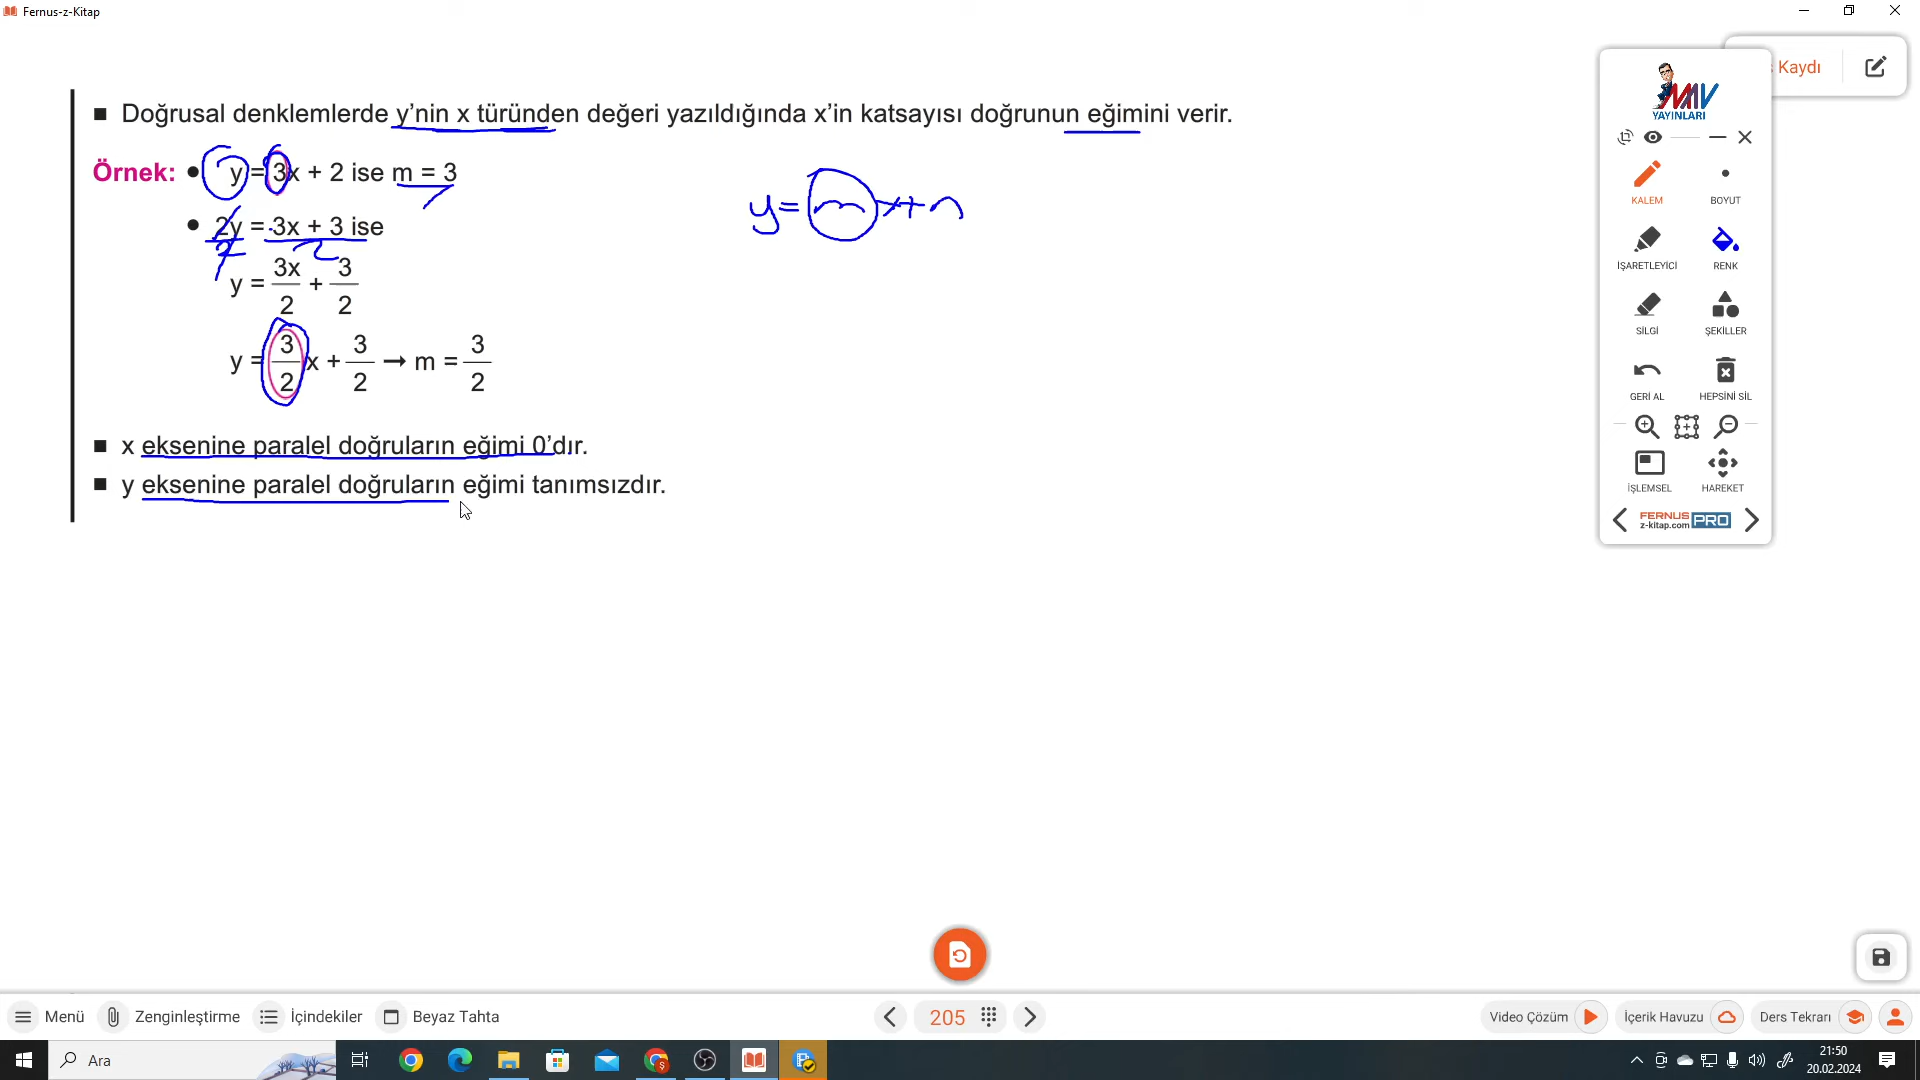 Fernus-z-Kitap
s Kaydı
MAV
YAYINLARI
■ Doğrusal denklemlerde y’nin x türünden değeri yazıldığında x’in katsayısı doğrunun eğimini verir.
Örnek: • y = 3x + 2 ise m = 3
y = mx + n
• 2y = 3x + 3 ise
2 2
y = 3x/2 + 3/2
y = 3/2 x + 3/2 → m = 3/2
■ x eksenine paralel doğruların eğimi 0’dır.
■ y eksenine paralel doğruların eğimi tanımsızdır.
KALEM BOYUT
İŞARETLEYİCİ RENK
SİLGİ ŞEKİLLER
GERİ AL HEPSİNİ SİL
İŞLEMSEL HAREKET
FERNUS
z-kitap.com PRO
Menü Zenginleştirme İçindekiler Beyaz Tahta 205 Video Çözüm İçerik Havuzu Ders Tekrarı
Ara
21:50
20.02.2024